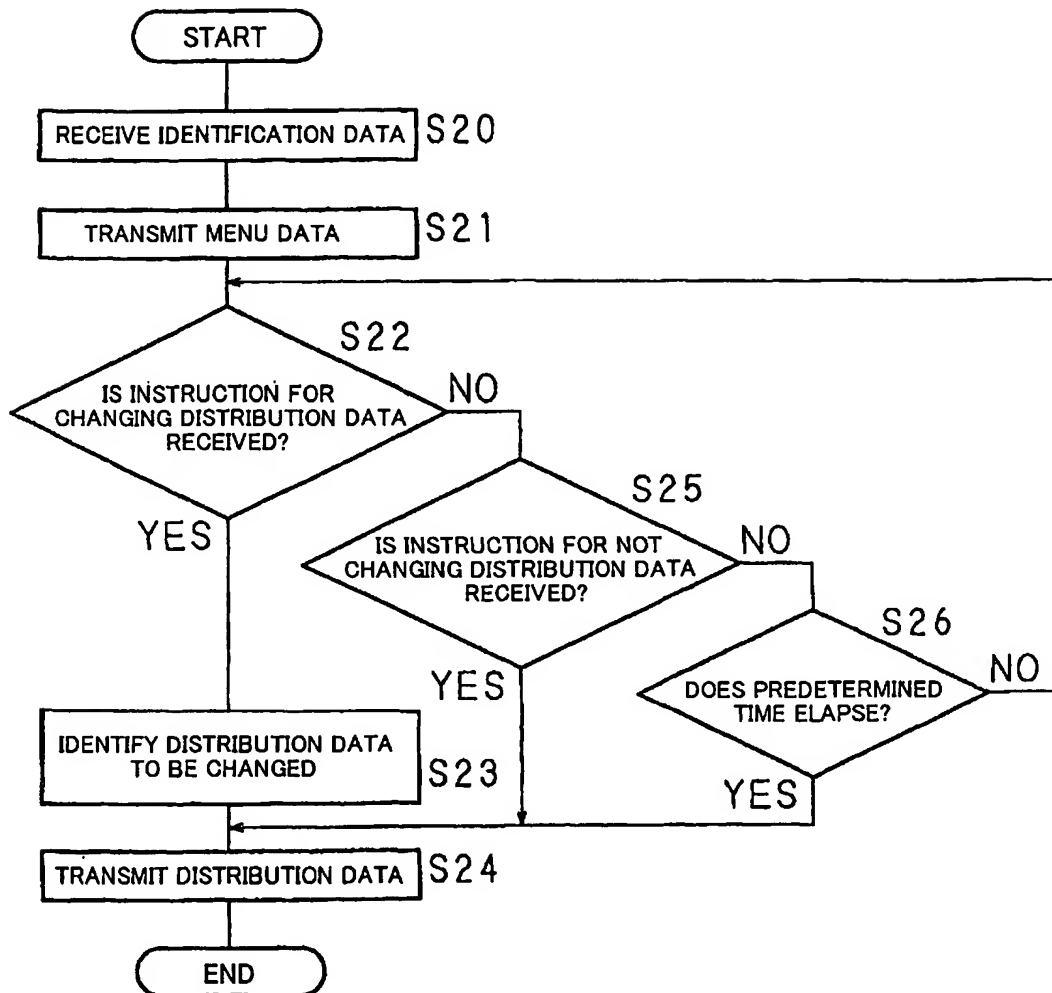 START
RECEIVE IDENTIFICATION DATA
S20
TRANSMIT MENU DATA
S21
S22
IS INSTRUCTION FOR
CHANGING DISTRIBUTION DATA
RECEIVED?
NO
YES
S25
IS INSTRUCTION FOR NOT
CHANGING DISTRIBUTION DATA
RECEIVED?
NO
YES
S26
DOES PREDETERMINED
TIME ELAPSE?
NO
YES
IDENTIFY DISTRIBUTION DATA
TO BE CHANGED
S23
TRANSMIT DISTRIBUTION DATA
S24
END